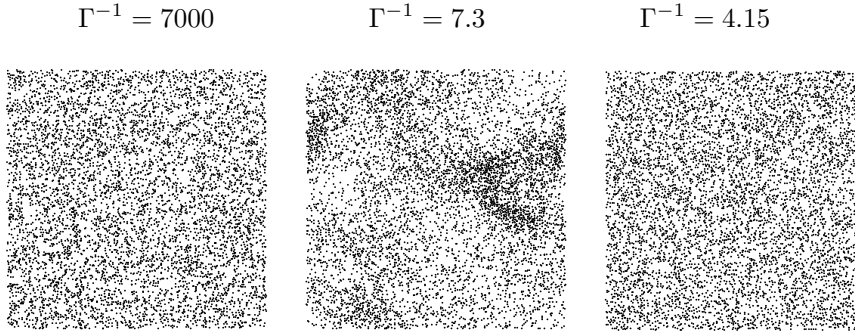 Γ⁻¹ = 7000
Γ⁻¹ = 7.3
Γ⁻¹ = 4.15